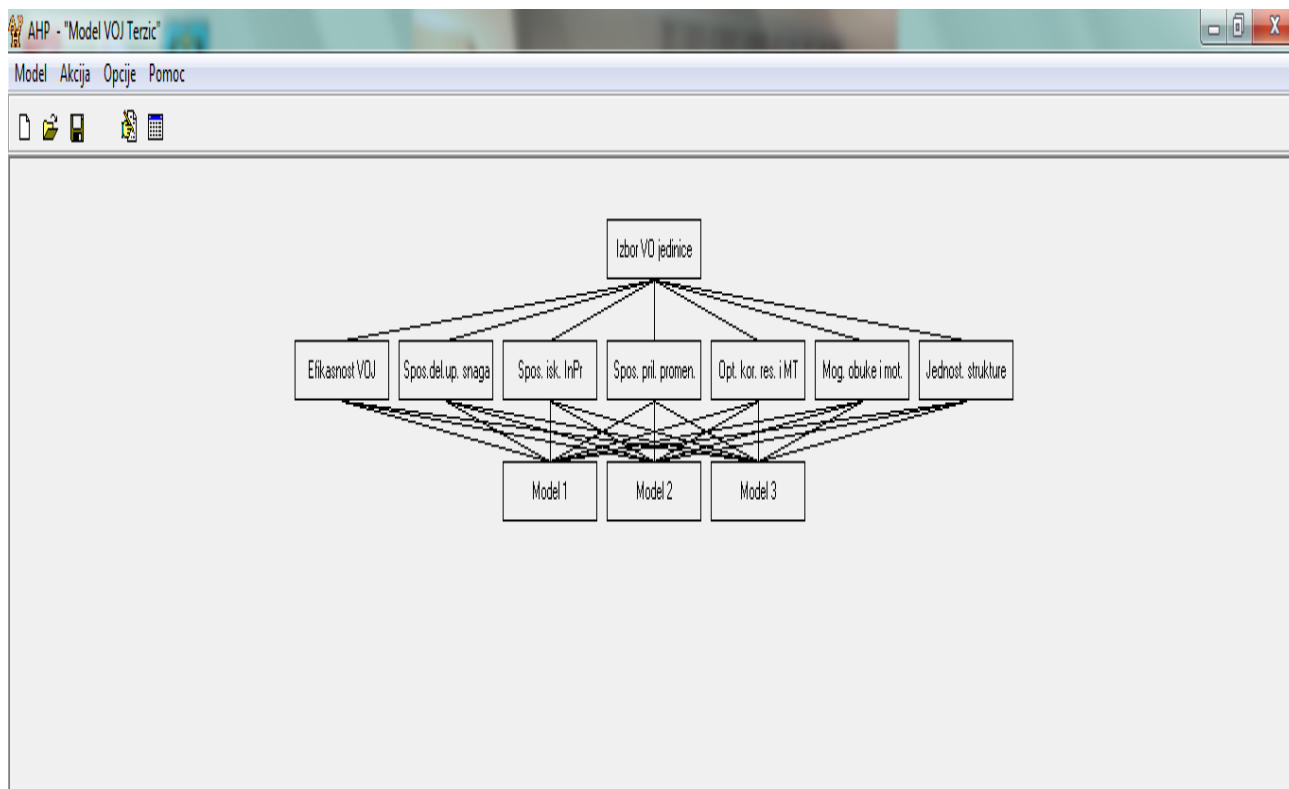 AHP - "Model VOJ Terzic"
Model Akcija Opcije Pomoc
Izbor VO jedinice
Efikasnost VOJ
Spos.del.up. snaga
Spos. isk. InPr
Spos. pril. promen.
Opt. kor. res. i MT
Mog. obuke i mot.
Jednost. strukture
Model 1
Model 2
Model 3